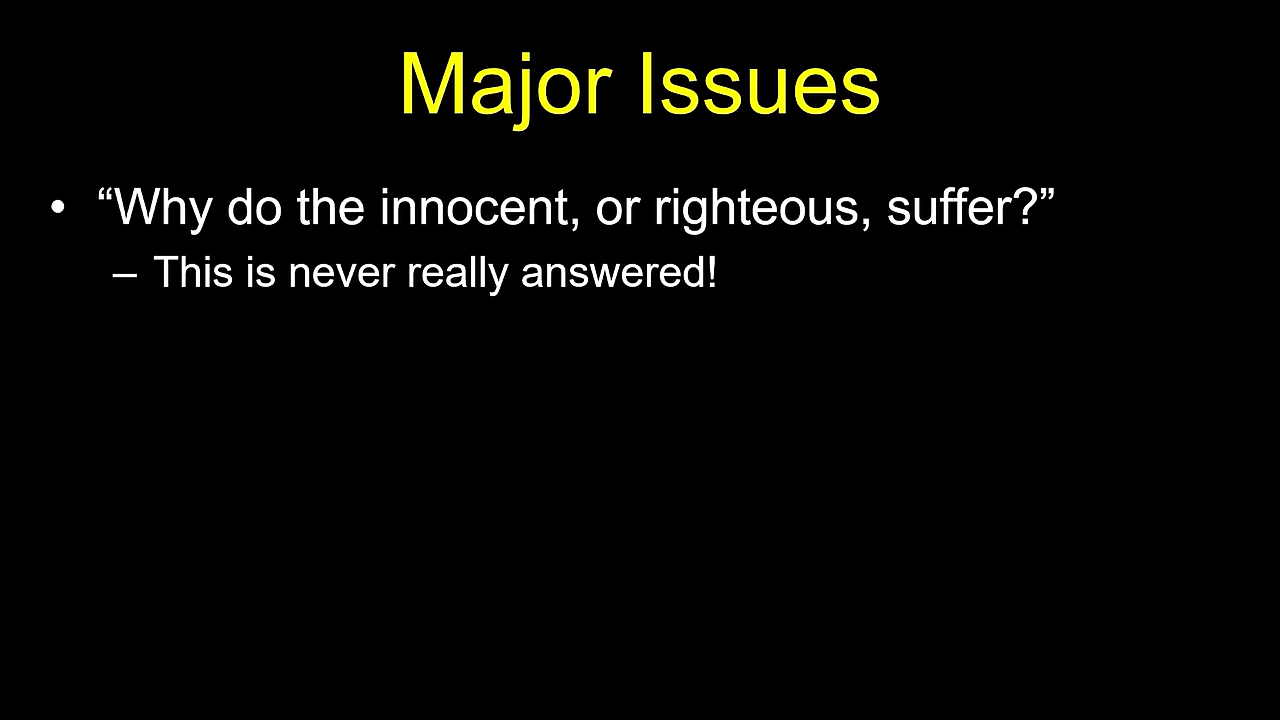 Major Issues
• “Why do the innocent, or righteous, suffer?”
– This is never really answered!